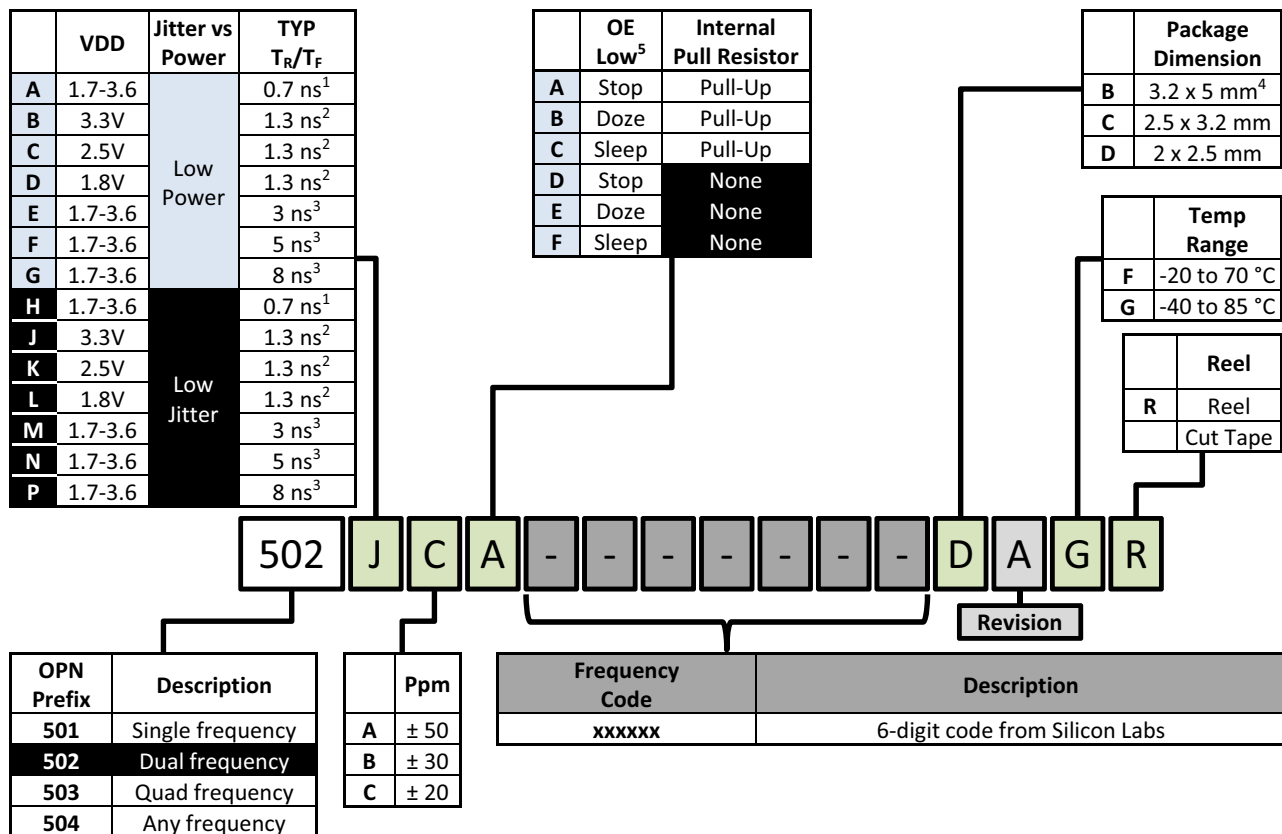 VDD Jitter vs Power TYP TR/TF
A 1.7-3.6 Low Power 0.7 ns1
B 3.3V 1.3 ns2
C 2.5V 1.3 ns2
D 1.8V 1.3 ns2
E 1.7-3.6 3 ns3
F 1.7-3.6 5 ns3
G 1.7-3.6 8 ns3
H 1.7-3.6 Low Jitter 0.7 ns1
J 3.3V 1.3 ns2
K 2.5V 1.3 ns2
L 1.8V 1.3 ns2
M 1.7-3.6 3 ns3
N 1.7-3.6 5 ns3
P 1.7-3.6 8 ns3
OE Low5 Internal Pull Resistor
A Stop Pull-Up
B Doze Pull-Up
C Sleep Pull-Up
D Stop None
E Doze None
F Sleep None
Package Dimension
B 3.2 x 5 mm4
C 2.5 x 3.2 mm
D 2 x 2.5 mm
Temp Range
F -20 to 70 °C
G -40 to 85 °C
Reel
R Reel
Cut Tape
502 J C A - - - - - - - D A G R
Revision
OPN Prefix Description
501 Single frequency
502 Dual frequency
503 Quad frequency
504 Any frequency
Ppm
A ± 50
B ± 30
C ± 20
Frequency Code Description
xxxxxx 6-digit code from Silicon Labs